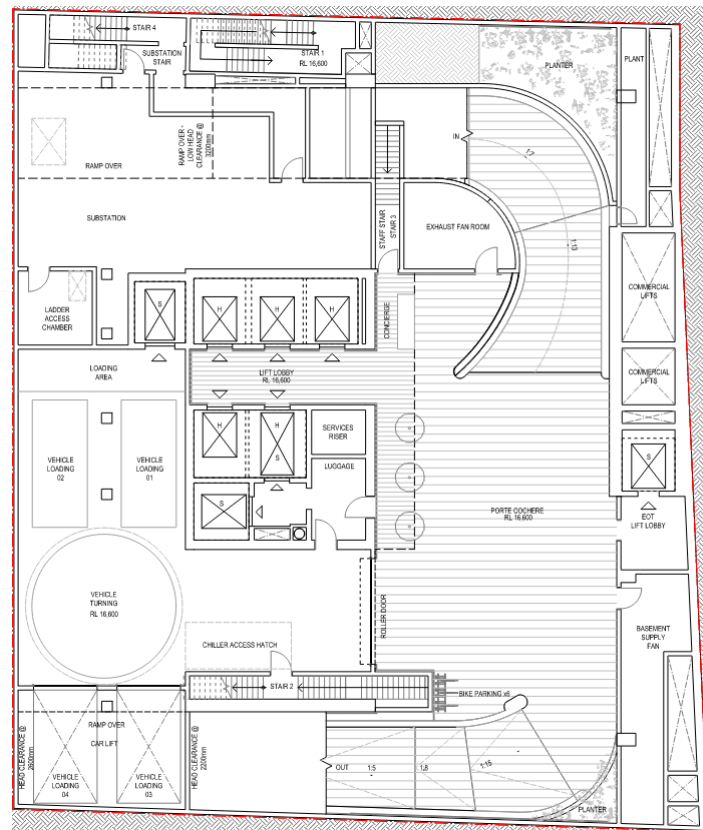 STAIR 4
SUBSTATION
STAIR
STAIR 1
RL 16,600
PLANTER
PLANT
RAMP OVER
RAMP OVER -
LOW HEAD
CLEARANCE @
3200mm
IN
1:7
1:13
SUBSTATION
STAFF STAIR
STAIR 3
EXHAUST FAN ROOM
LADDER
ACCESS
CHAMBER
S
H
H
H
CONCIERGE
COMMERCIAL
LIFTS
LOADING
AREA
LIFT LOBBY
RL 16,600
COMMERCIAL
LIFTS
VEHICLE
LOADING
02
VEHICLE
LOADING
01
H
H
S
SERVICES
RISER
LUGGAGE
S
S
PORTE COCHERE
RL 16,600
EOT
LIFT LOBBY
VEHICLE
TURNING
RL 16,600
ROLLER DOOR
BASEMENT
SUPPLY
FAN
CHILLER ACCESS HATCH
STAIR 2
BIKE PARKING x6
HEAD CLEARANCE @
2600mm
RAMP OVER
CAR LIFT
VEHICLE
LOADING
04
VEHICLE
LOADING
03
HEAD CLEARANCE @
2200mm
OUT
1:5
1:8
1:15
PLANTER